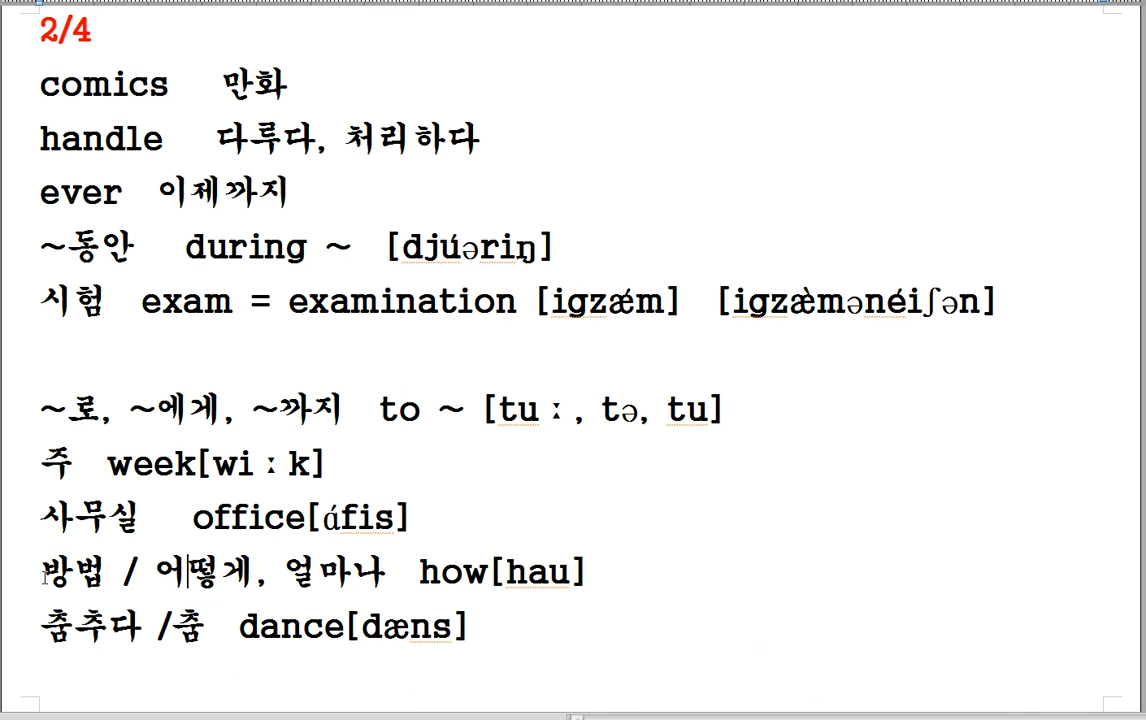 2/4
comics 만화
handle 다루다, 처리하다
ever 이제까지
~동안 during ~ [djúəriŋ]
시험 exam = examination [igzǽm] [igzæ̀mənéiʃən]
~로, ~에게, ~까지 to ~ [tuː, tə, tu]
주 week[wiːk]
사무실 office[áfis]
방법 / 어떻게, 얼마나 how[hau]
춤추다 /춤 dance[dæns]